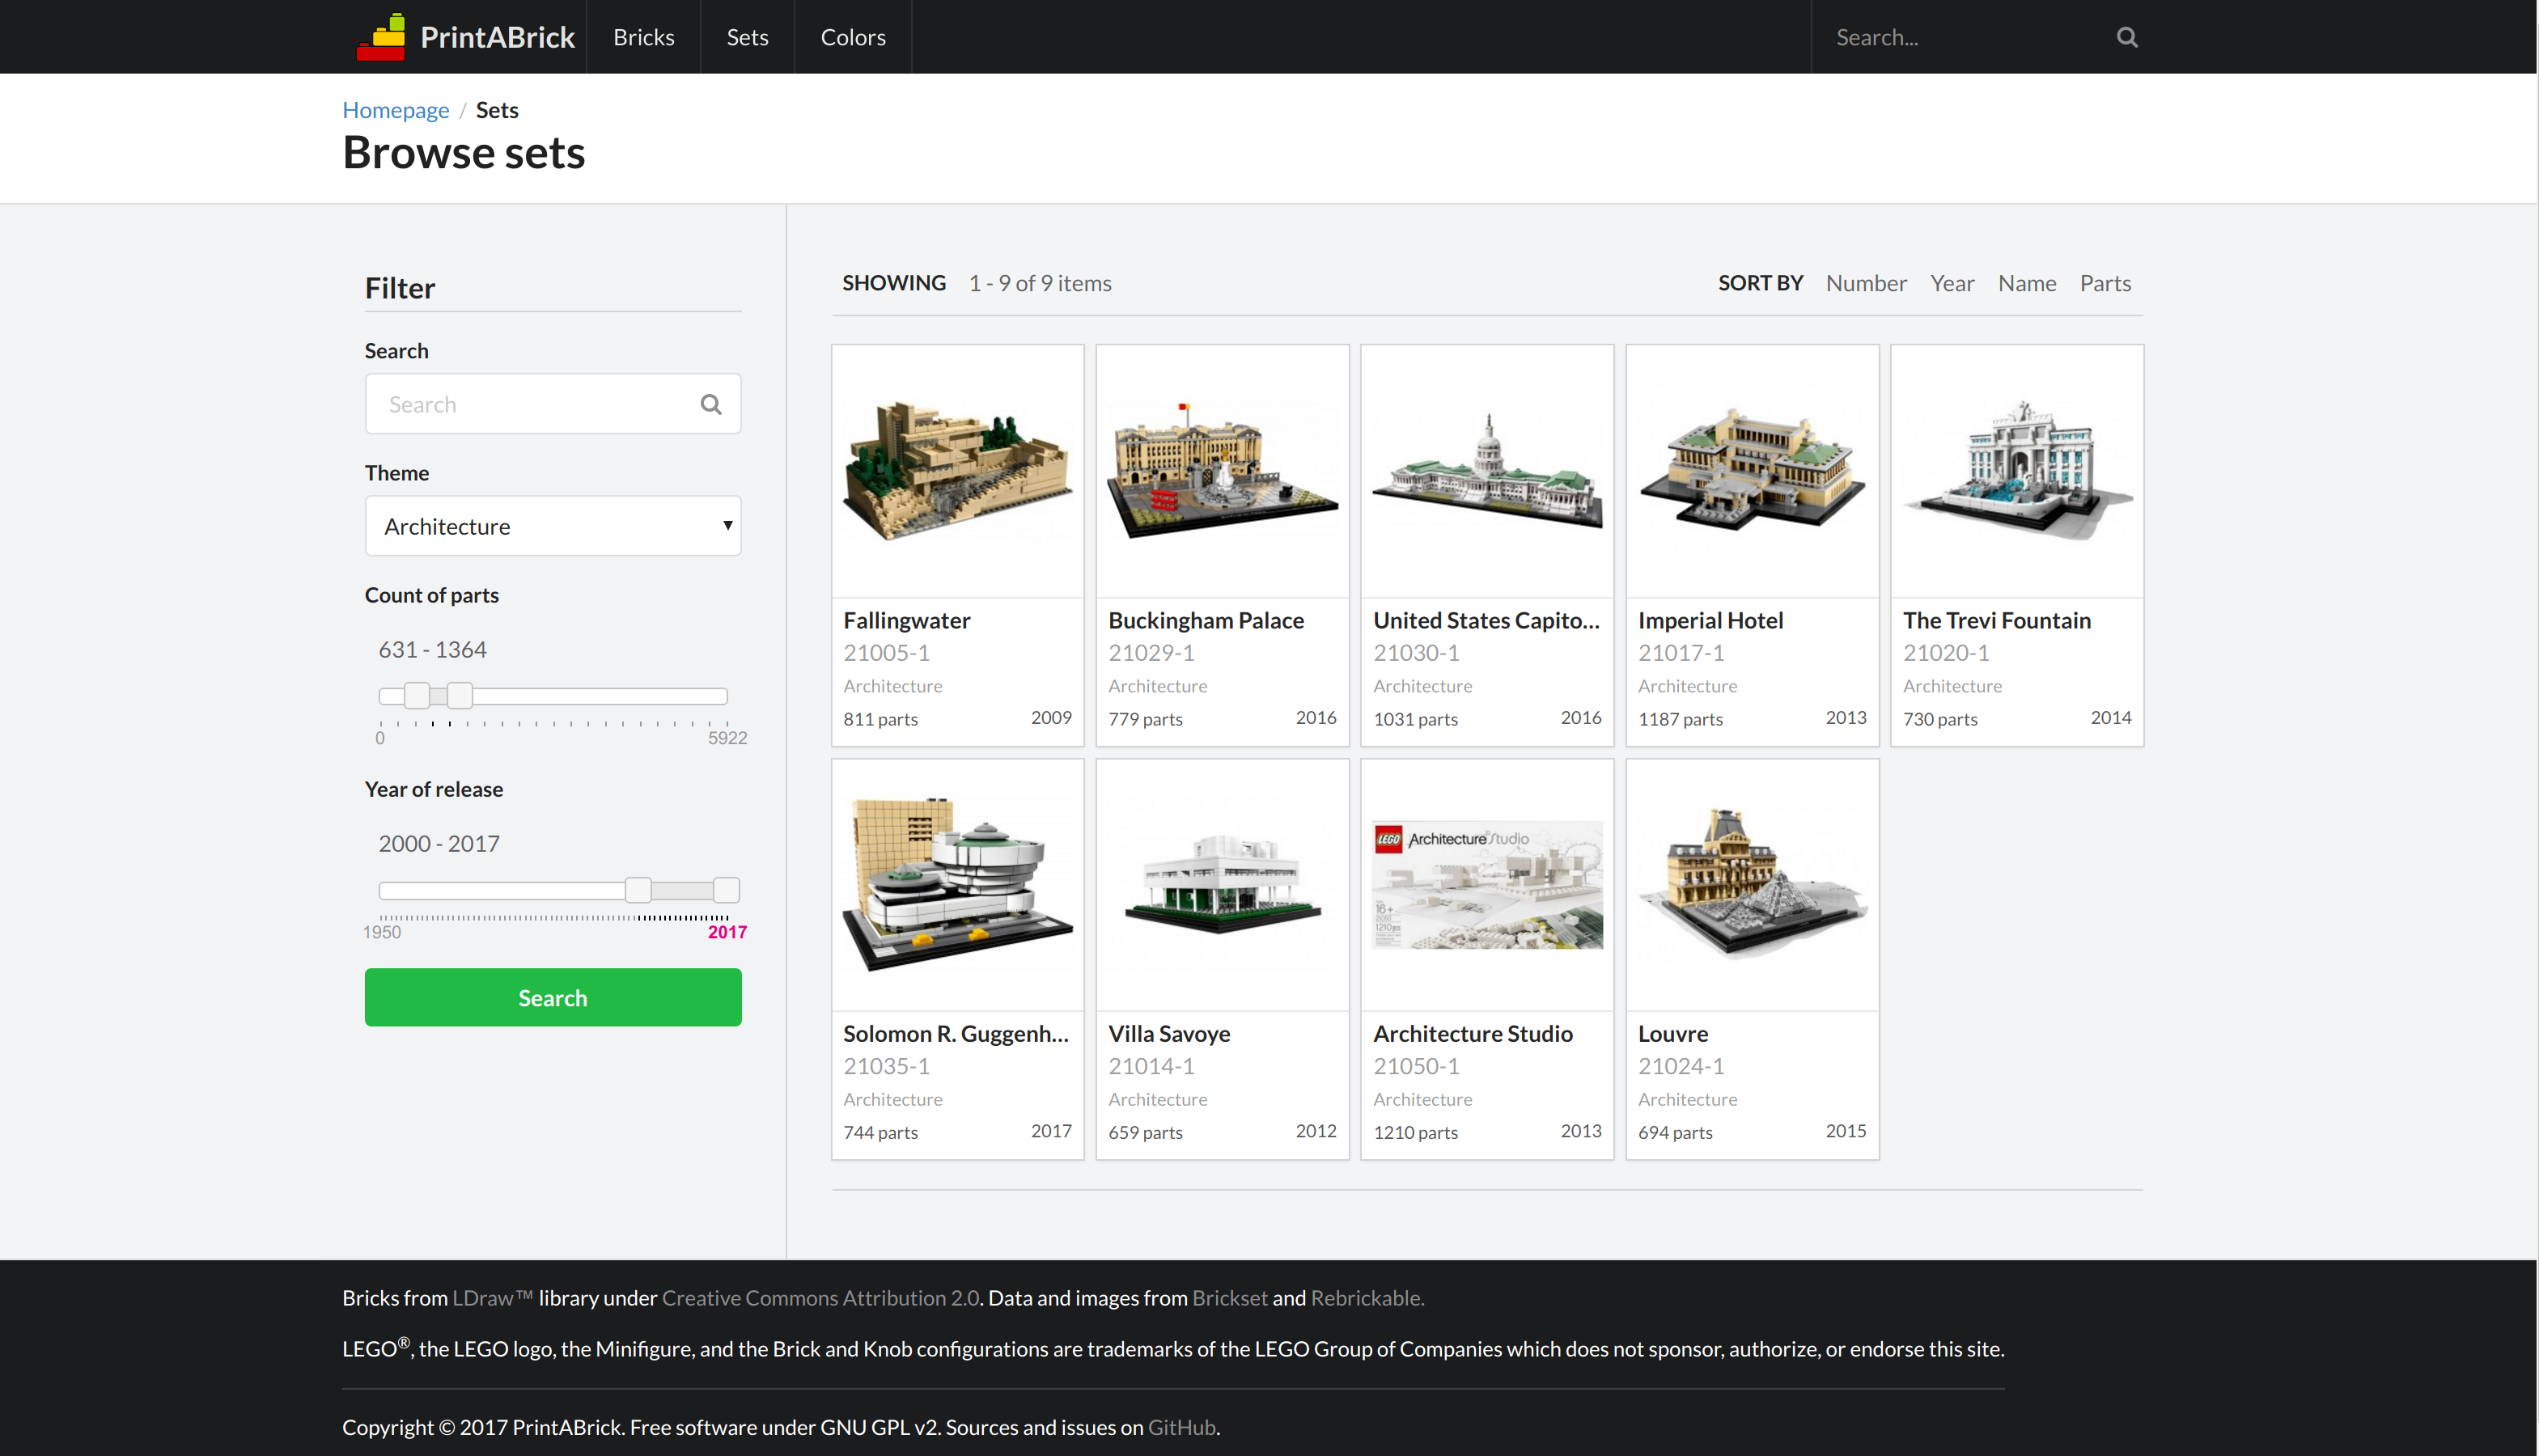 PrintABrick
Bricks
Sets
Colors
Search...
Homepage / Sets
Browse sets
Filter
Search
Search
Theme
Architecture
Count of parts
631 - 1364
0
5922
Year of release
2000 - 2017
1950
2017
Search
SHOWING 1 - 9 of 9 items
SORT BY Number Year Name Parts
Fallingwater
21005-1
Architecture
811 parts 2009
Buckingham Palace
21029-1
Architecture
779 parts 2016
United States Capito...
21030-1
Architecture
1031 parts 2016
Imperial Hotel
21017-1
Architecture
1187 parts 2013
The Trevi Fountain
21020-1
Architecture
730 parts 2014
Solomon R. Guggenh...
21035-1
Architecture
744 parts 2017
Villa Savoye
21014-1
Architecture
659 parts 2012
LEGO Architecture Studio
16+
21050
1210pcs
Architecture Studio
21050-1
Architecture
1210 parts 2013
Louvre
21024-1
Architecture
694 parts 2015
Bricks from LDraw™ library under Creative Commons Attribution 2.0. Data and images from Brickset and Rebrickable.
LEGO®, the LEGO logo, the Minifigure, and the Brick and Knob configurations are trademarks of the LEGO Group of Companies which does not sponsor, authorize, or endorse this site.
Copyright © 2017 PrintABrick. Free software under GNU GPL v2. Sources and issues on GitHub.